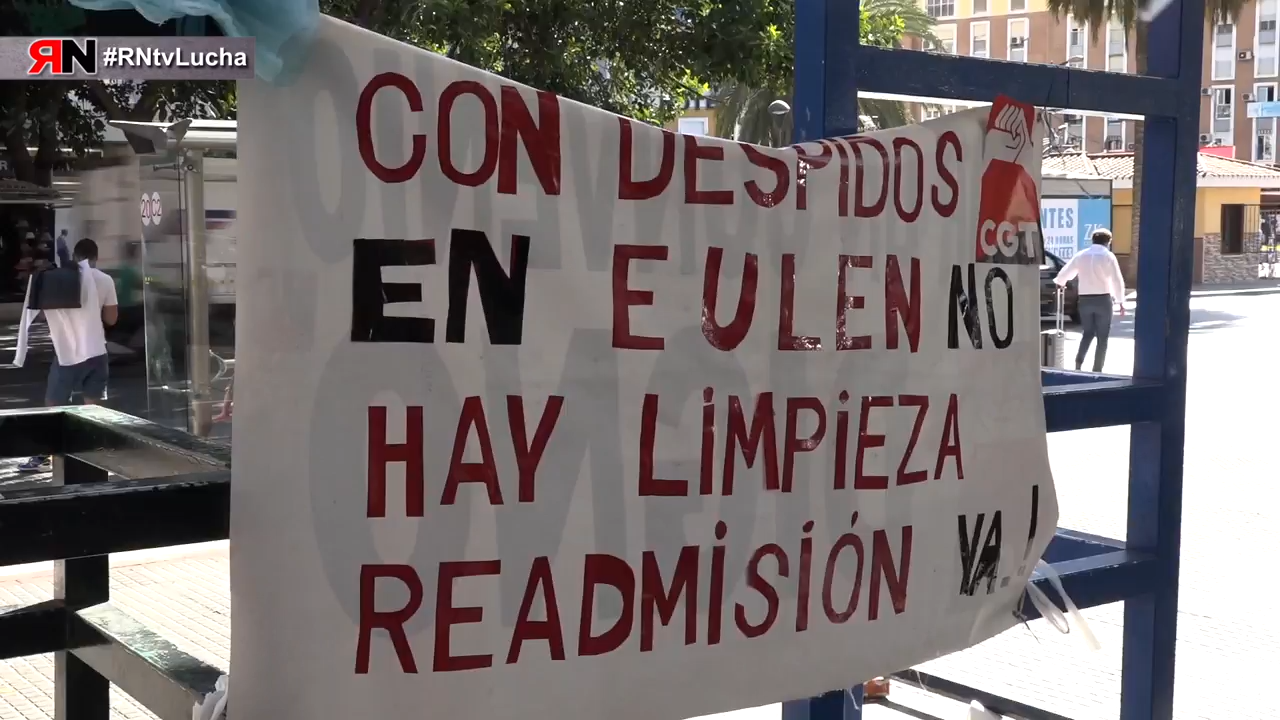 RN #RNtvLucha
CON DESPIDOS
EN EULEN NO
HAY LIMPIEZA
READMISIÓN YA.!
CGT